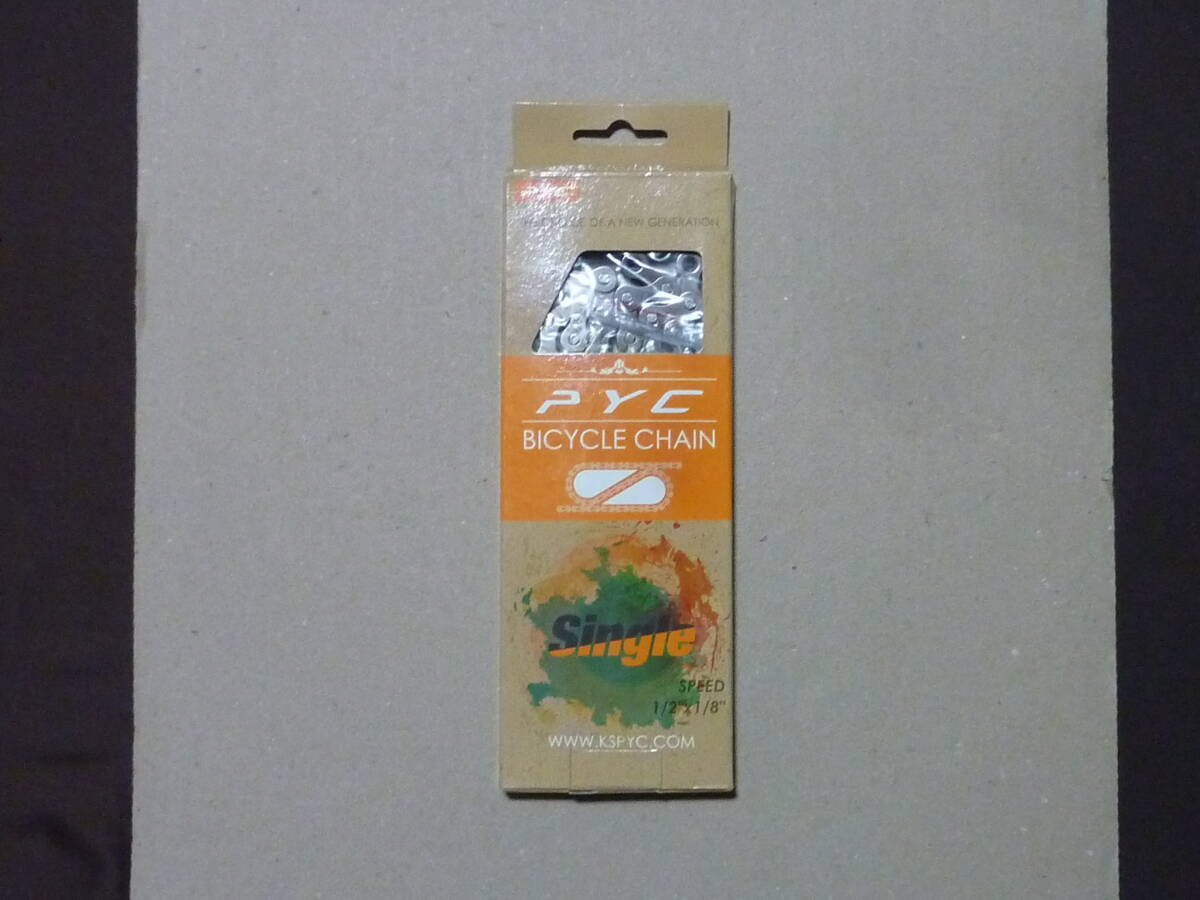 OF A NEW GENERATION
PYC
BICYCLE CHAIN
Single
SPEED
1/2"x1/8"
WWW.KSPYC.COM